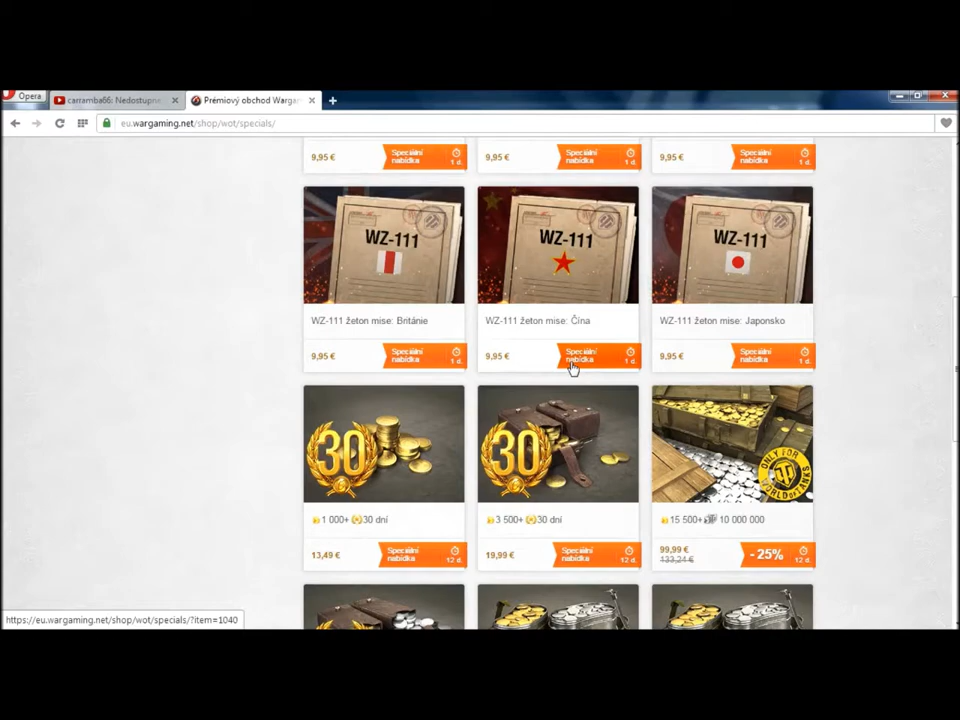 Opera
carramba66: Nedostupné
Prémiový obchod Wargam
eu.wargaming.net/shop/wot/specials/
9,95 €
Speciální
nabídka
1 d.
9,95 €
Speciální
nabídka
1 d.
9,95 €
Speciální
nabídka
1 d.
WZ-111
WZ-111
WZ-111
WZ-111 žeton mise: Británie
WZ-111 žeton mise: Čína
WZ-111 žeton mise: Japonsko
9,95 €
Speciální
nabídka
1 d.
9,95 €
Speciální
nabídka
1 d.
9,95 €
Speciální
nabídka
1 d.
30
30
ONLY FOR
WORLD OF TANKS
1 000+ 30 dní
3 500+ 30 dní
15 500+ 10 000 000
13,49 €
Speciální
nabídka
12 d.
19,99 €
Speciální
nabídka
12 d.
99,99 €
133,24 €
- 25%
12 d.
https://eu.wargaming.net/shop/wot/specials/?item=1040